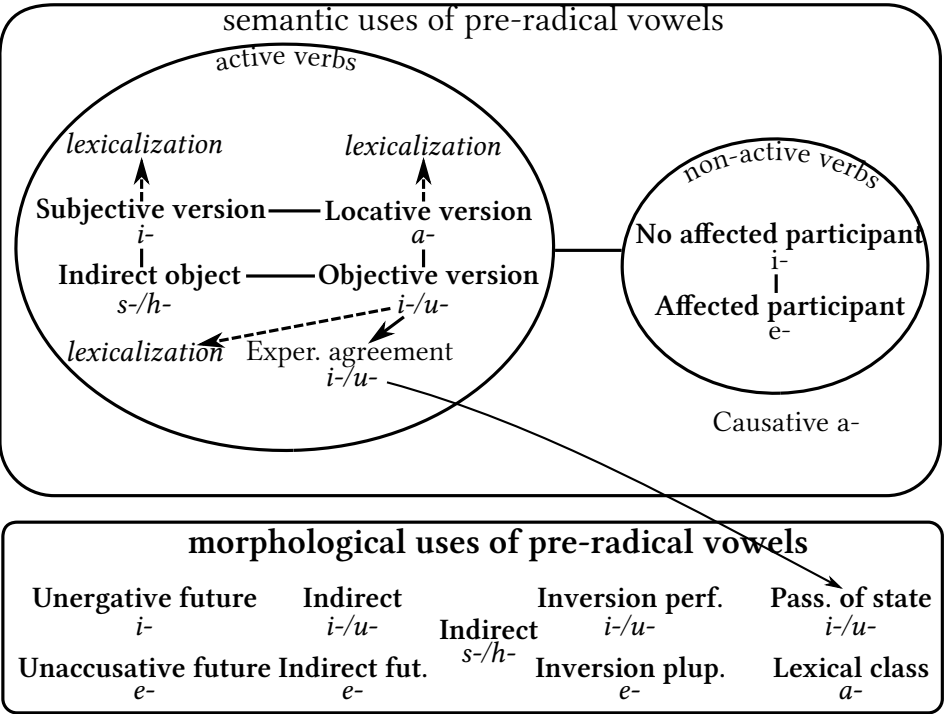 semantic uses of pre-radical vowels
active verbs
lexicalization
lexicalization
Subjective version
i-
Locative version
a-
Indirect object
s-/h-
Objective version
i-/u-
lexicalization
Exper. agreement
i-/u-
non-active verbs
No affected participant
i-
Affected participant
e-
Causative a-
morphological uses of pre-radical vowels
Unergative future
i-
Indirect
i-/u-
Indirect
s-/h-
Inversion perf.
i-/u-
Pass. of state
i-/u-
Unaccusative future
e-
Indirect fut.
e-
Inversion plup.
e-
Lexical class
a-